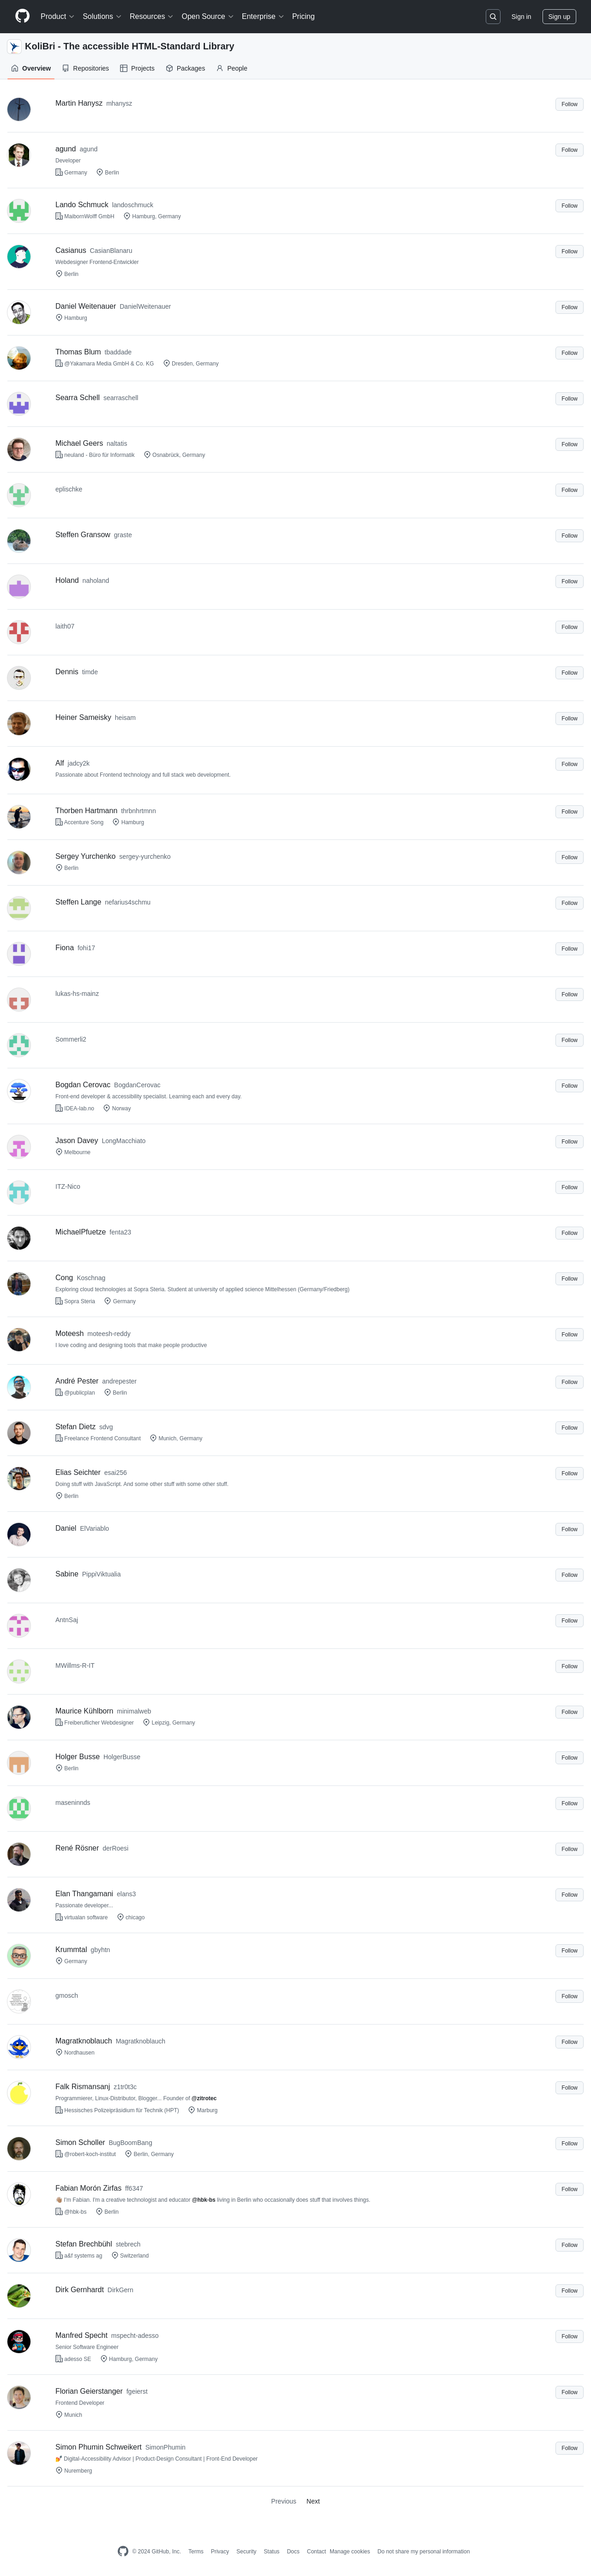 Product Solutions Resources Open Source Enterprise Pricing Sign in Sign up
KoliBri - The accessible HTML-Standard Library
Overview Repositories Projects Packages People
Martin Hanysz mhanysz Follow
agund agund Follow
Developer
Germany Berlin
Lando Schmuck landoschmuck Follow
MaibornWolff GmbH Hamburg, Germany
Casianus CasianBlanaru Follow
Webdesigner Frontend-Entwickler
Berlin
Daniel Weitenauer DanielWeitenauer Follow
Hamburg
Thomas Blum tbaddade Follow
@Yakamara Media GmbH & Co. KG Dresden, Germany
Searra Schell searraschell Follow
Michael Geers naltatis Follow
neuland - Büro für Informatik Osnabrück, Germany
eplischke Follow
Steffen Gransow graste Follow
Holand naholand Follow
laith07 Follow
Dennis timde Follow
Heiner Sameisky heisam Follow
Alf jadcy2k Follow
Passionate about Frontend technology and full stack web development.
Thorben Hartmann thrbnhrtmnn Follow
Accenture Song Hamburg
Sergey Yurchenko sergey-yurchenko Follow
Berlin
Steffen Lange nefarius4schmu Follow
Fiona fohi17 Follow
lukas-hs-mainz Follow
Sommerli2 Follow
Bogdan Cerovac BogdanCerovac Follow
Front-end developer & accessibility specialist. Learning each and every day.
IDEA-lab.no Norway
Jason Davey LongMacchiato Follow
Melbourne
ITZ-Nico Follow
MichaelPfuetze fenta23 Follow
Cong Koschnag Follow
Exploring cloud technologies at Sopra Steria. Student at university of applied science Mittelhessen (Germany/Friedberg)
Sopra Steria Germany
Moteesh moteesh-reddy Follow
I love coding and designing tools that make people productive
André Pester andrepester Follow
@publicplan Berlin
Stefan Dietz sdvg Follow
Freelance Frontend Consultant Munich, Germany
Elias Seichter esai256 Follow
Doing stuff with JavaScript. And some other stuff with some other stuff.
Berlin
Daniel ElVariablo Follow
Sabine PippiViktualia Follow
AntnSaj Follow
MWillms-R-IT Follow
Maurice Kühlborn minimalweb Follow
Freiberuflicher Webdesigner Leipzig, Germany
Holger Busse HolgerBusse Follow
Berlin
maseninnds Follow
René Rösner derRoesi Follow
Elan Thangamani elans3 Follow
Passionate developer...
virtualan software chicago
Krummtal gbyhtn Follow
Germany
gmosch Follow
Magratknoblauch Magratknoblauch Follow
Nordhausen
Falk Rismansanj z1tr0t3c Follow
Programmierer, Linux-Distributor, Blogger... Founder of @zitrotec
Hessisches Polizeipräsidium für Technik (HPT) Marburg
Simon Scholler BugBoomBang Follow
@robert-koch-institut Berlin, Germany
Fabian Morón Zirfas ff6347 Follow
I'm Fabian. I'm a creative technologist and educator @hbk-bs living in Berlin who occasionally does stuff that involves things.
@hbk-bs Berlin
Stefan Brechbühl stebrech Follow
a&f systems ag Switzerland
Dirk Gernhardt DirkGern Follow
Manfred Specht mspecht-adesso Follow
Senior Software Engineer
adesso SE Hamburg, Germany
Florian Geierstanger fgeierst Follow
Frontend Developer
Munich
Simon Phumin Schweikert SimonPhumin Follow
Digital-Accessibility Advisor | Product-Design Consultant | Front-End Developer
Nuremberg
Previous Next
© 2024 GitHub, Inc. Terms Privacy Security Status Docs Contact Manage cookies Do not share my personal information